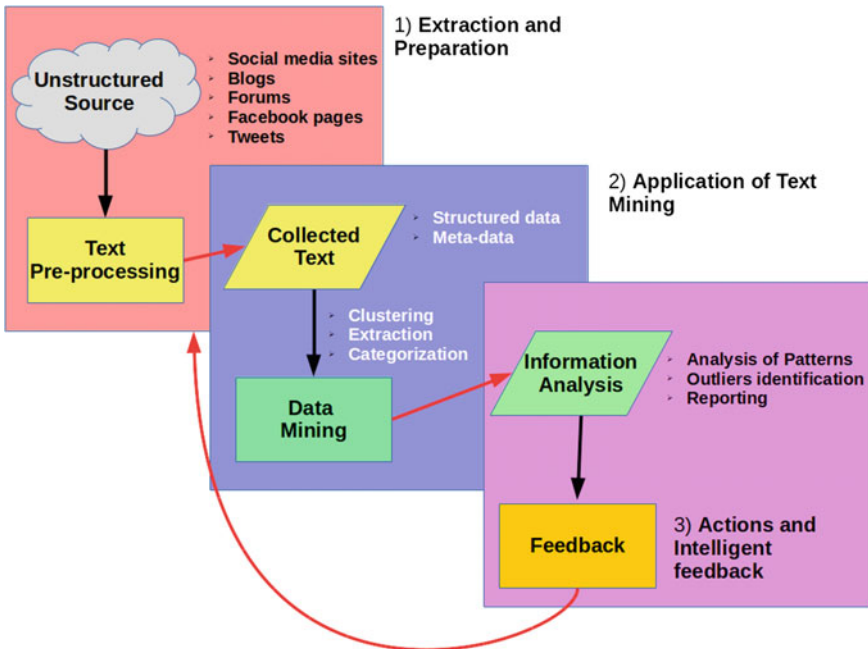 1) Extraction and
Preparation
Unstructured
Source
➢ Social media sites
➢ Blogs
➢ Forums
➢ Facebook pages
➢ Tweets
Text
Pre-processing
2) Application of Text
Mining
Collected
Text
➢ Structured data
➢ Meta-data
➢ Clustering
➢ Extraction
➢ Categorization
Data
Mining
Information
Analysis
➢ Analysis of Patterns
➢ Outliers identification
➢ Reporting
Feedback
3) Actions and
Intelligent
feedback